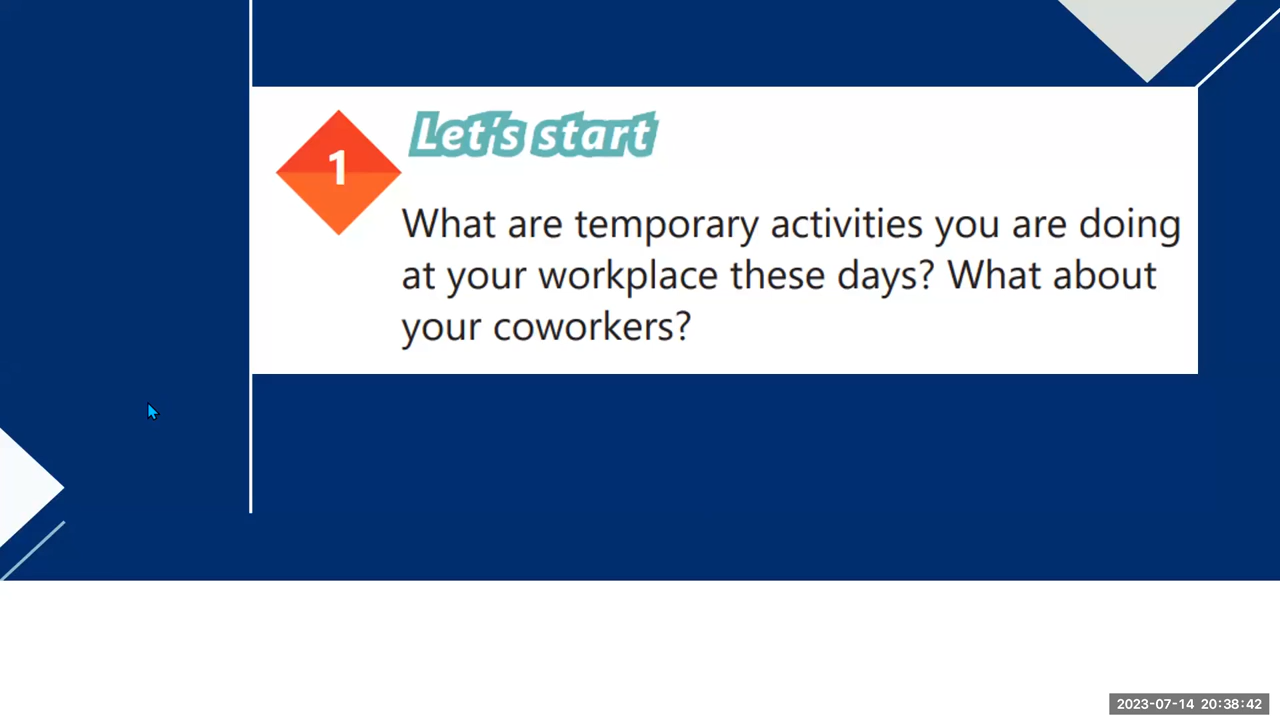 1
Let's start
What are temporary activities you are doing
at your workplace these days? What about
your coworkers?
2023-07-14 20:38:42